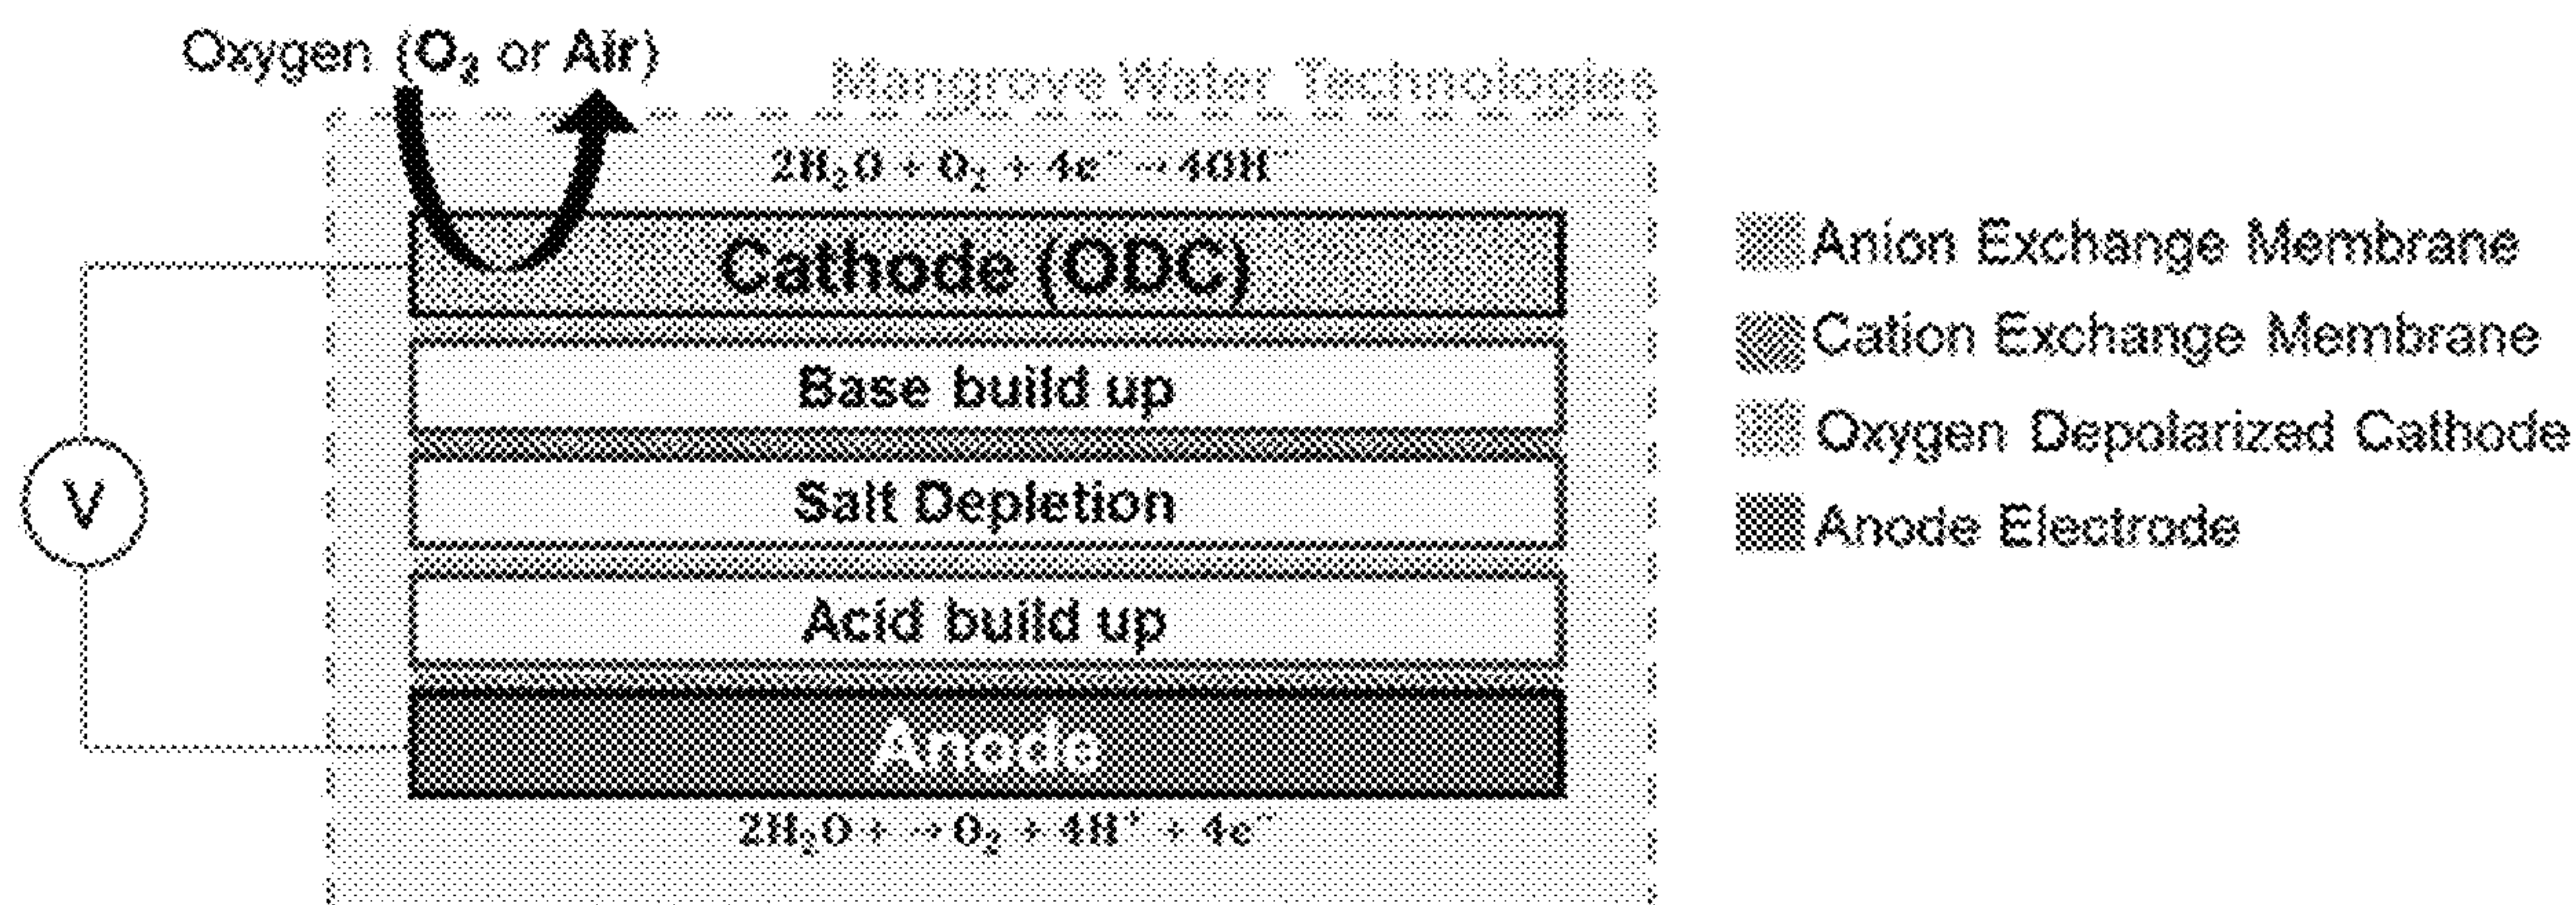 Oxygen (O₂ or Air)
Mangrove Water Technologies
2H₂O + O₂ + 4e⁻ → 4OH⁻
Cathode (ODC)
Base build up
Salt Depletion
Acid build up
Anode
2H₂O + → O₂ + 4H⁺ + 4e⁻
V
Anion Exchange Membrane
Cation Exchange Membrane
Oxygen Depolarized Cathode
Anode Electrode